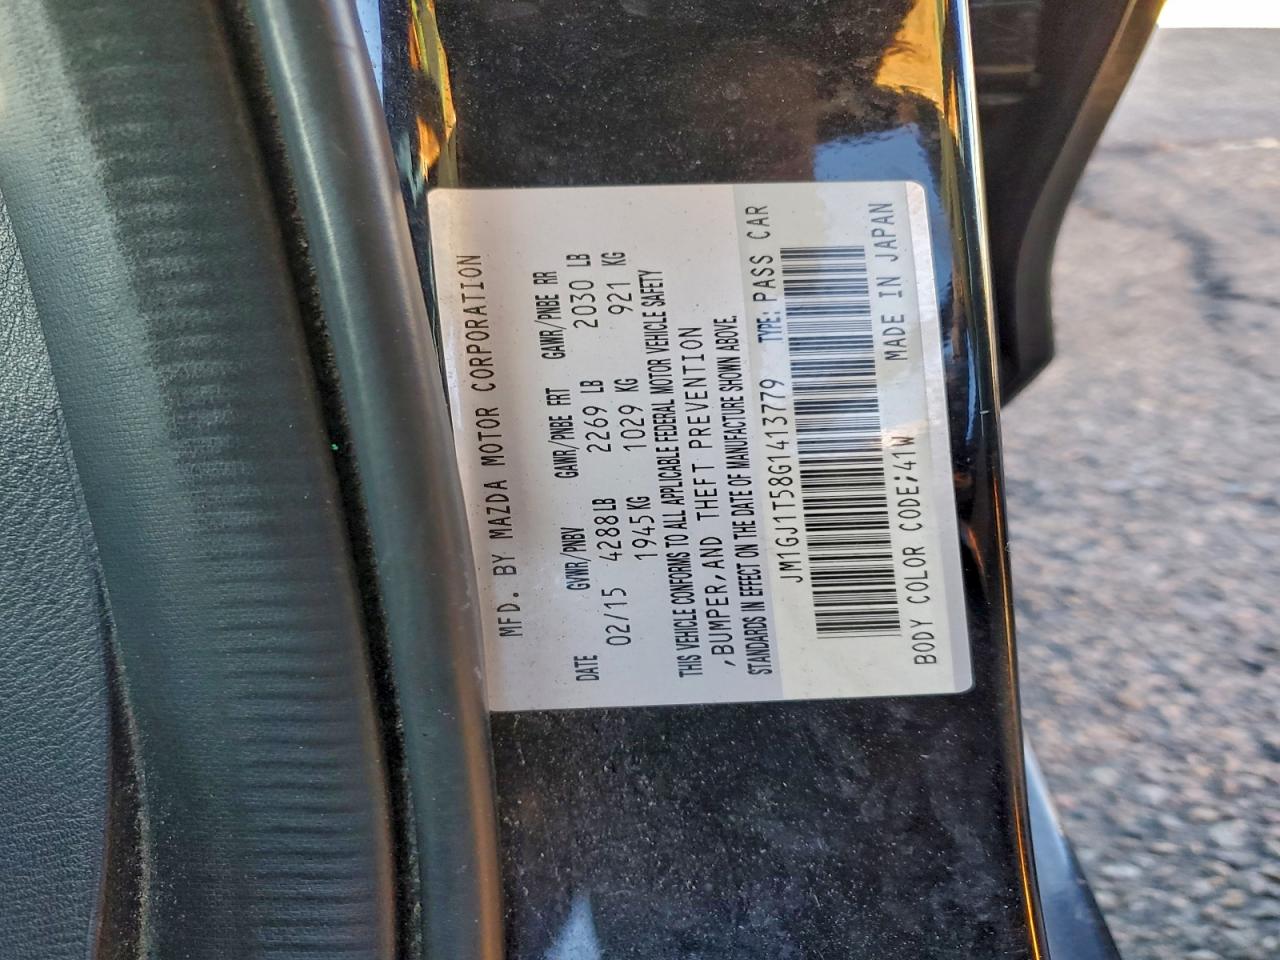 MFD. BY MAZDA MOTOR CORPORATION
DATE GVWR/PNBV GAWR/PNBE FRT GAWR/PNBE RR
02/15 4288LB 2269 LB 2030 LB
1945KG 1029 KG 921 KG
THIS VEHICLE CONFORMS TO ALL APPLICABLE FEDERAL MOTOR VEHICLE SAFETY
,BUMPER,AND THEFT PREVENTION
STANDARDS IN EFFECT ON THE DATE OF MANUFACTURE SHOWN ABOVE.
JM1GJ1T58G1413779 TYPE: PASS CAR
BODY COLOR CODE;41W MADE IN JAPAN